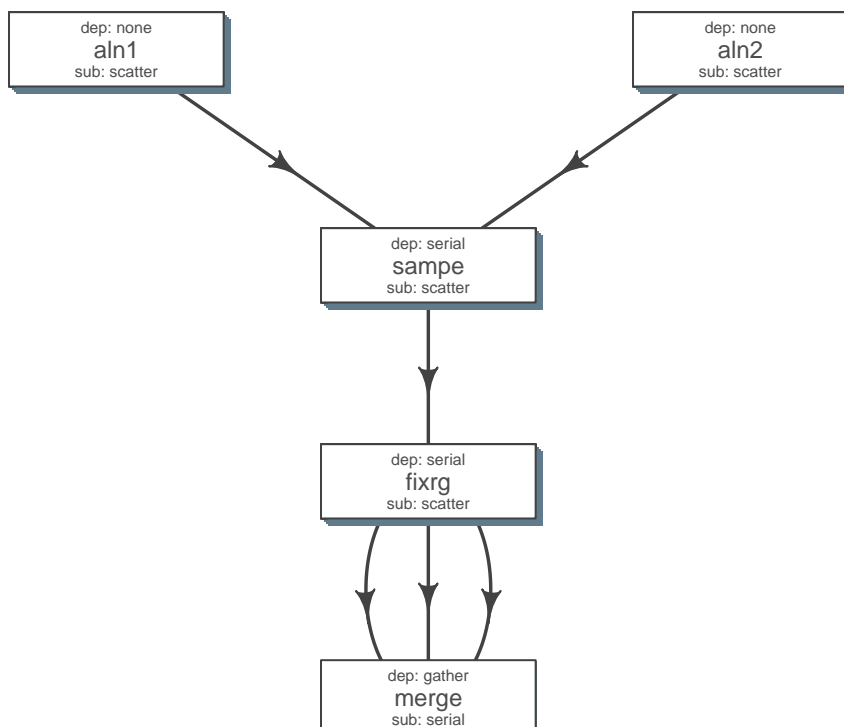 dep: none
aln1
sub: scatter
dep: none
aln2
sub: scatter
dep: serial
sampe
sub: scatter
dep: serial
fixrg
sub: scatter
dep: gather
merge
sub: serial